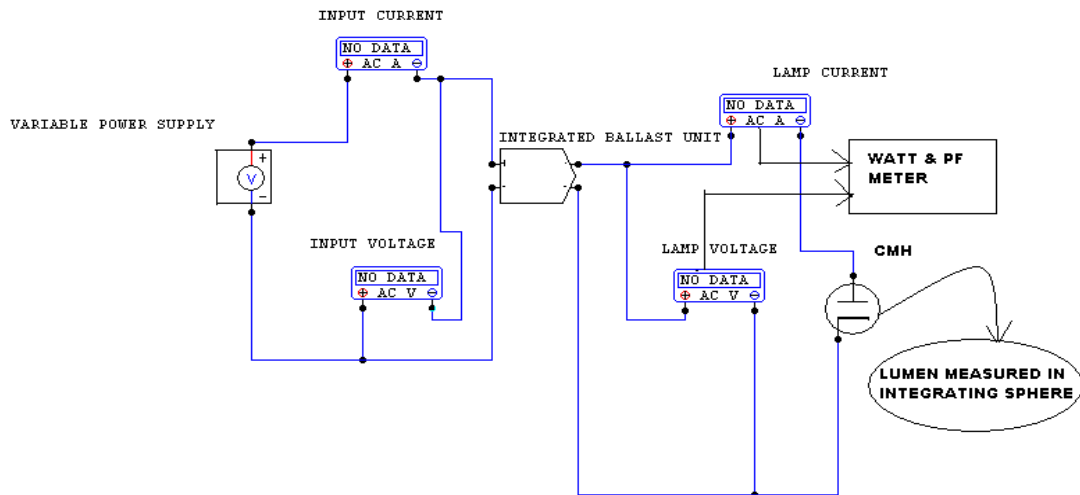 INPUT CURRENT
NO DATA
AC A
LAMP CURRENT
NO DATA
AC A
VARIABLE POWER SUPPLY
V
INTEGRATED BALLAST UNIT
WATT & PF
METER
INPUT VOLTAGE
NO DATA
AC V
LAMP VOLTAGE
NO DATA
AC V
CMH
LUMEN MEASURED IN
INTEGRATING SPHERE